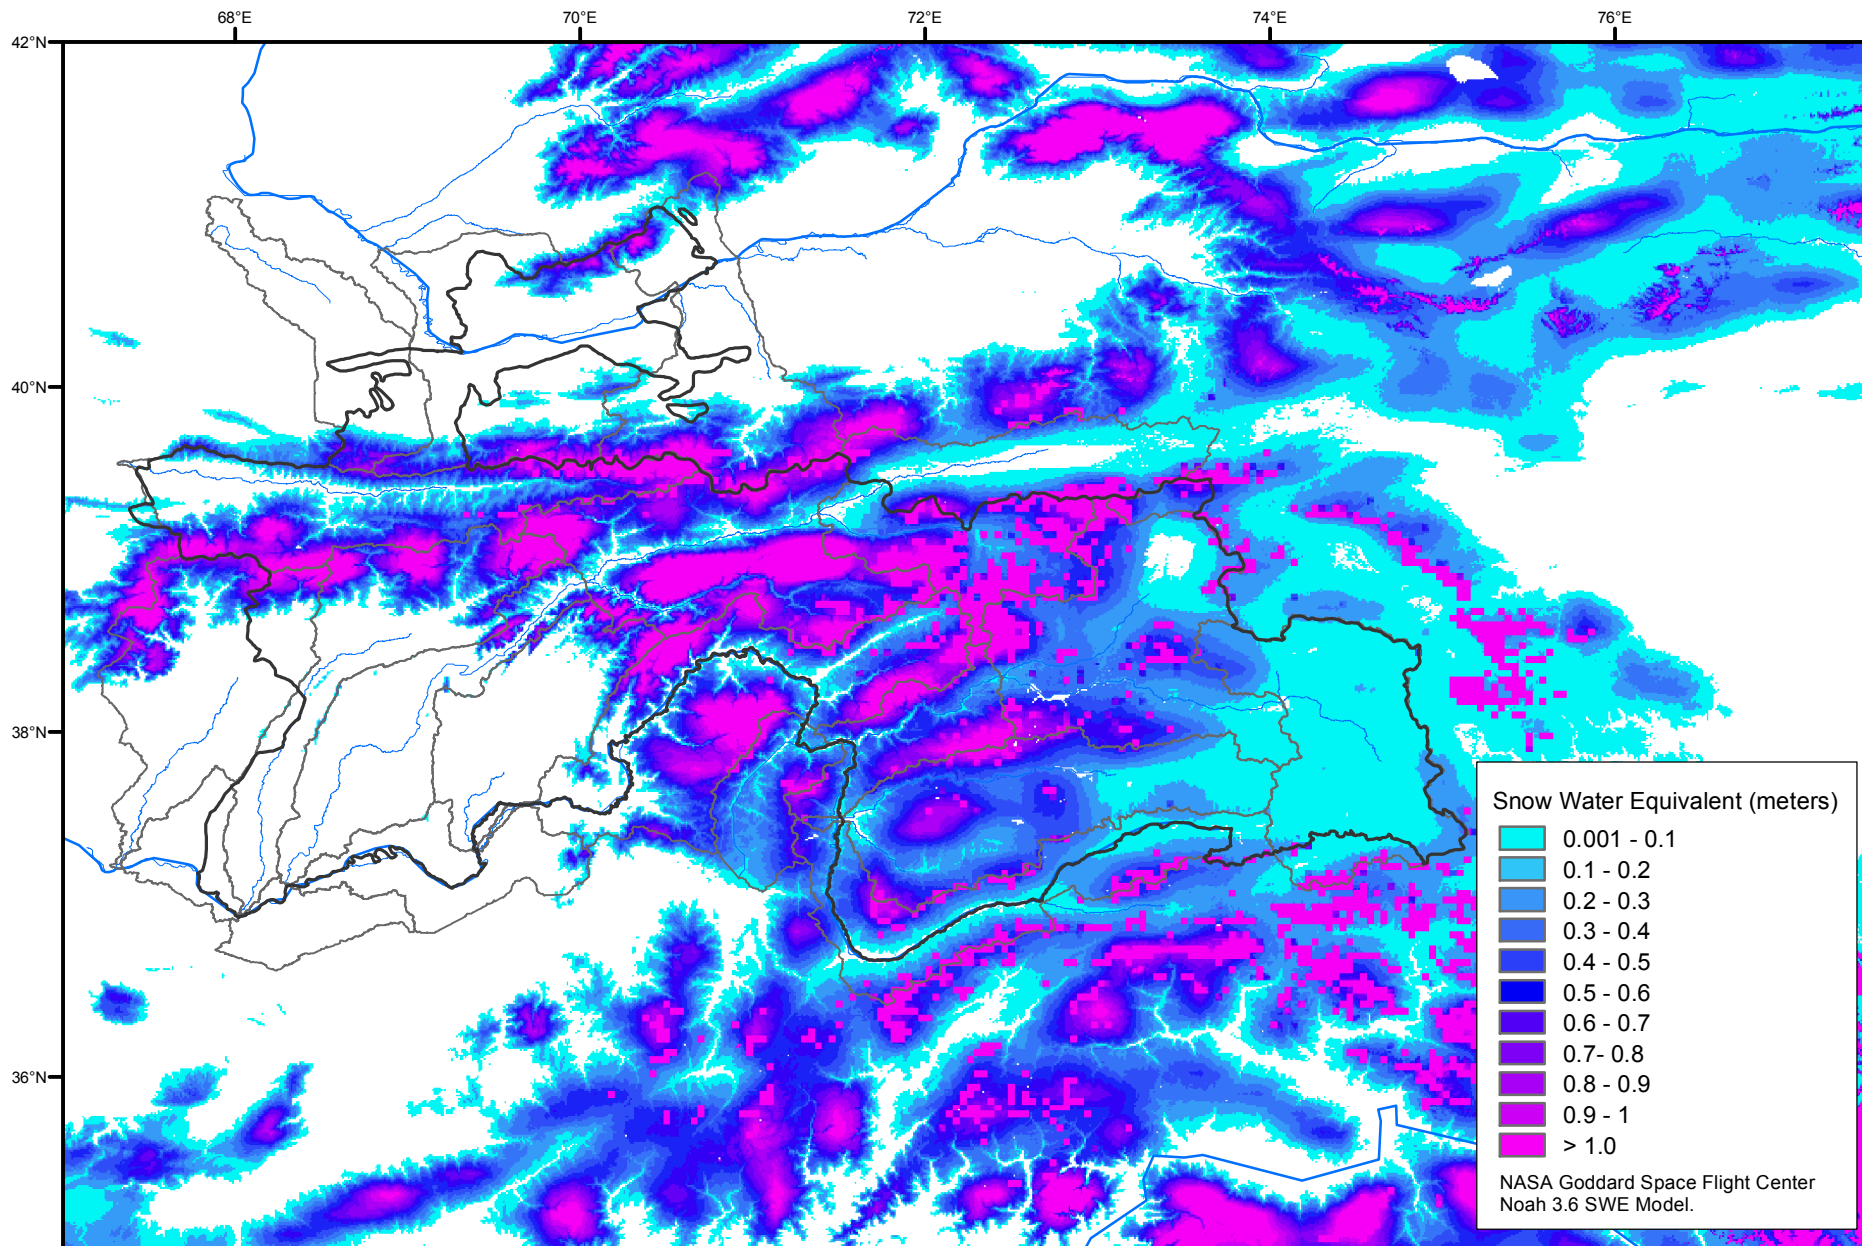 68°E
70°E
72°E
74°E
76°E
42°N
40°N
38°N
36°N
Snow Water Equivalent (meters)
0.001 - 0.1
0.1 - 0.2
0.2 - 0.3
0.3 - 0.4
0.4 - 0.5
0.5 - 0.6
0.6 - 0.7
0.7- 0.8
0.8 - 0.9
0.9 - 1
> 1.0
NASA Goddard Space Flight Center
Noah 3.6 SWE Model.